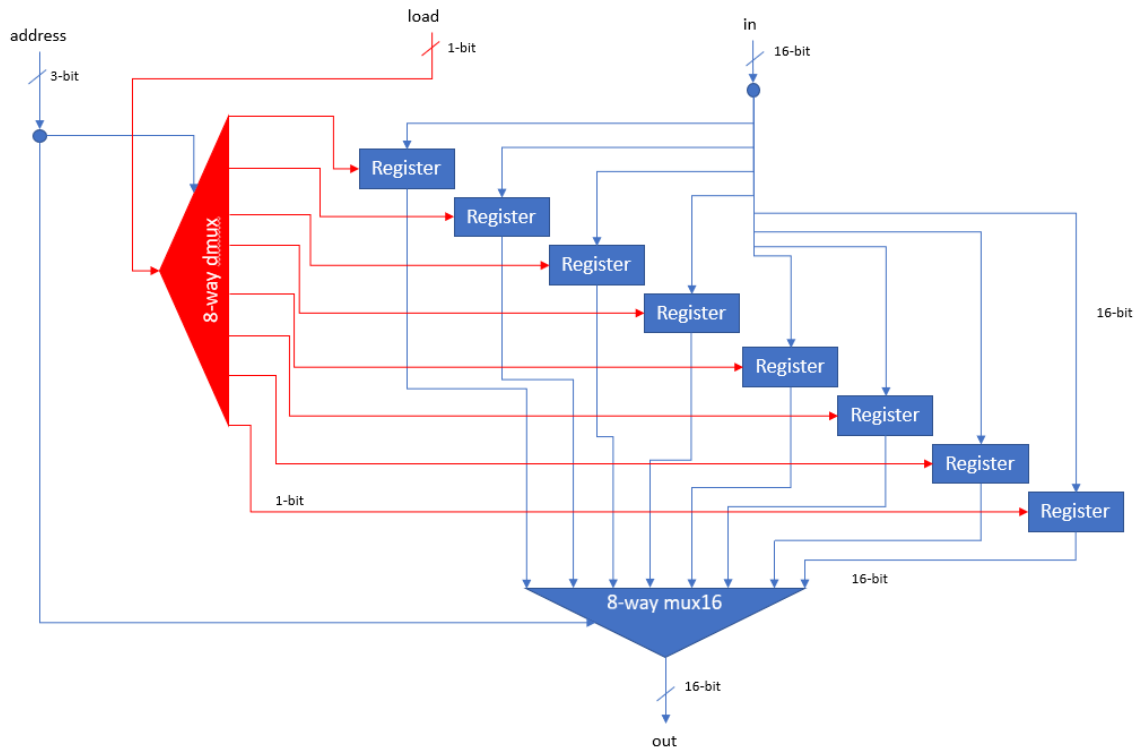 load
in
address
1-bit
16-bit
3-bit
Register
8-way dmux
Register
Register
Register
16-bit
Register
Register
Register
1-bit
Register
16-bit
8-way mux16
16-bit
out